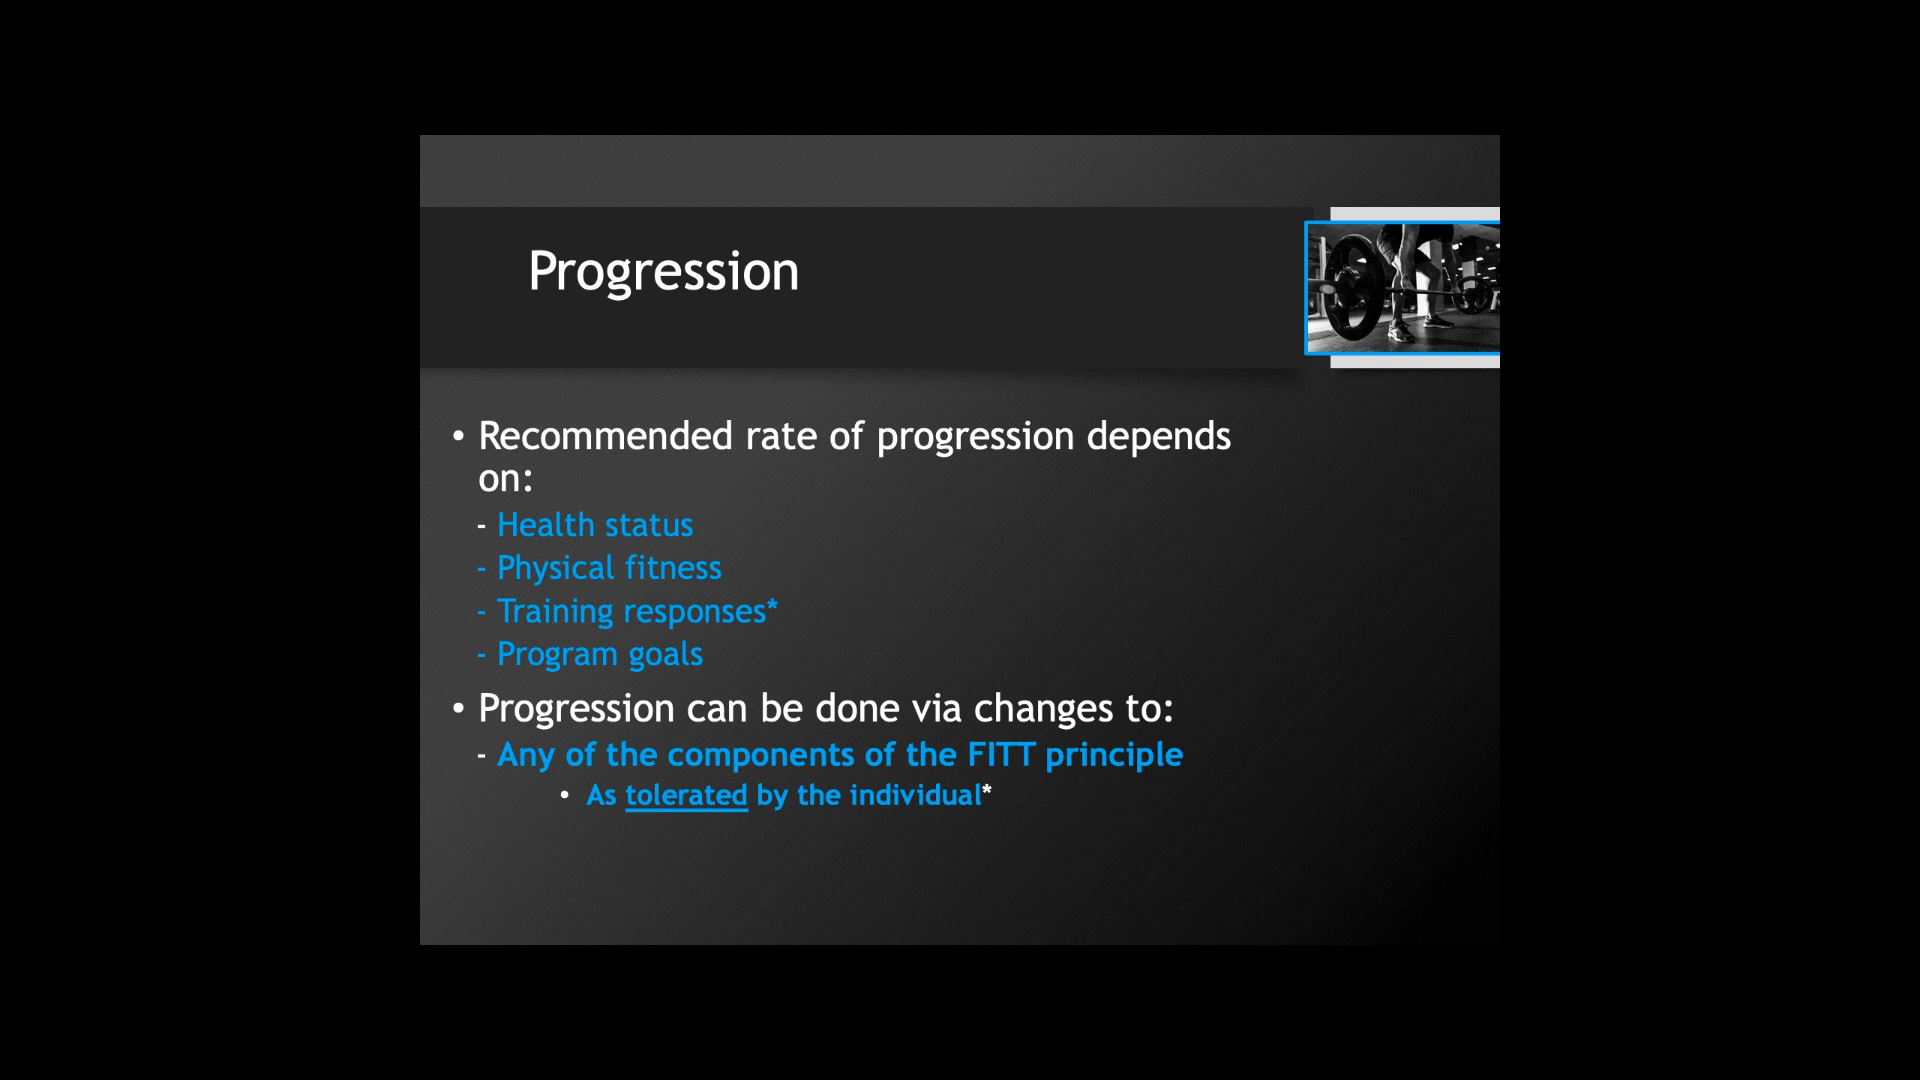 Progression
• Recommended rate of progression depends
on:
- Health status
- Physical fitness
- Training responses*
- Program goals
• Progression can be done via changes to:
- Any of the components of the FITT principle
• As tolerated by the individual*